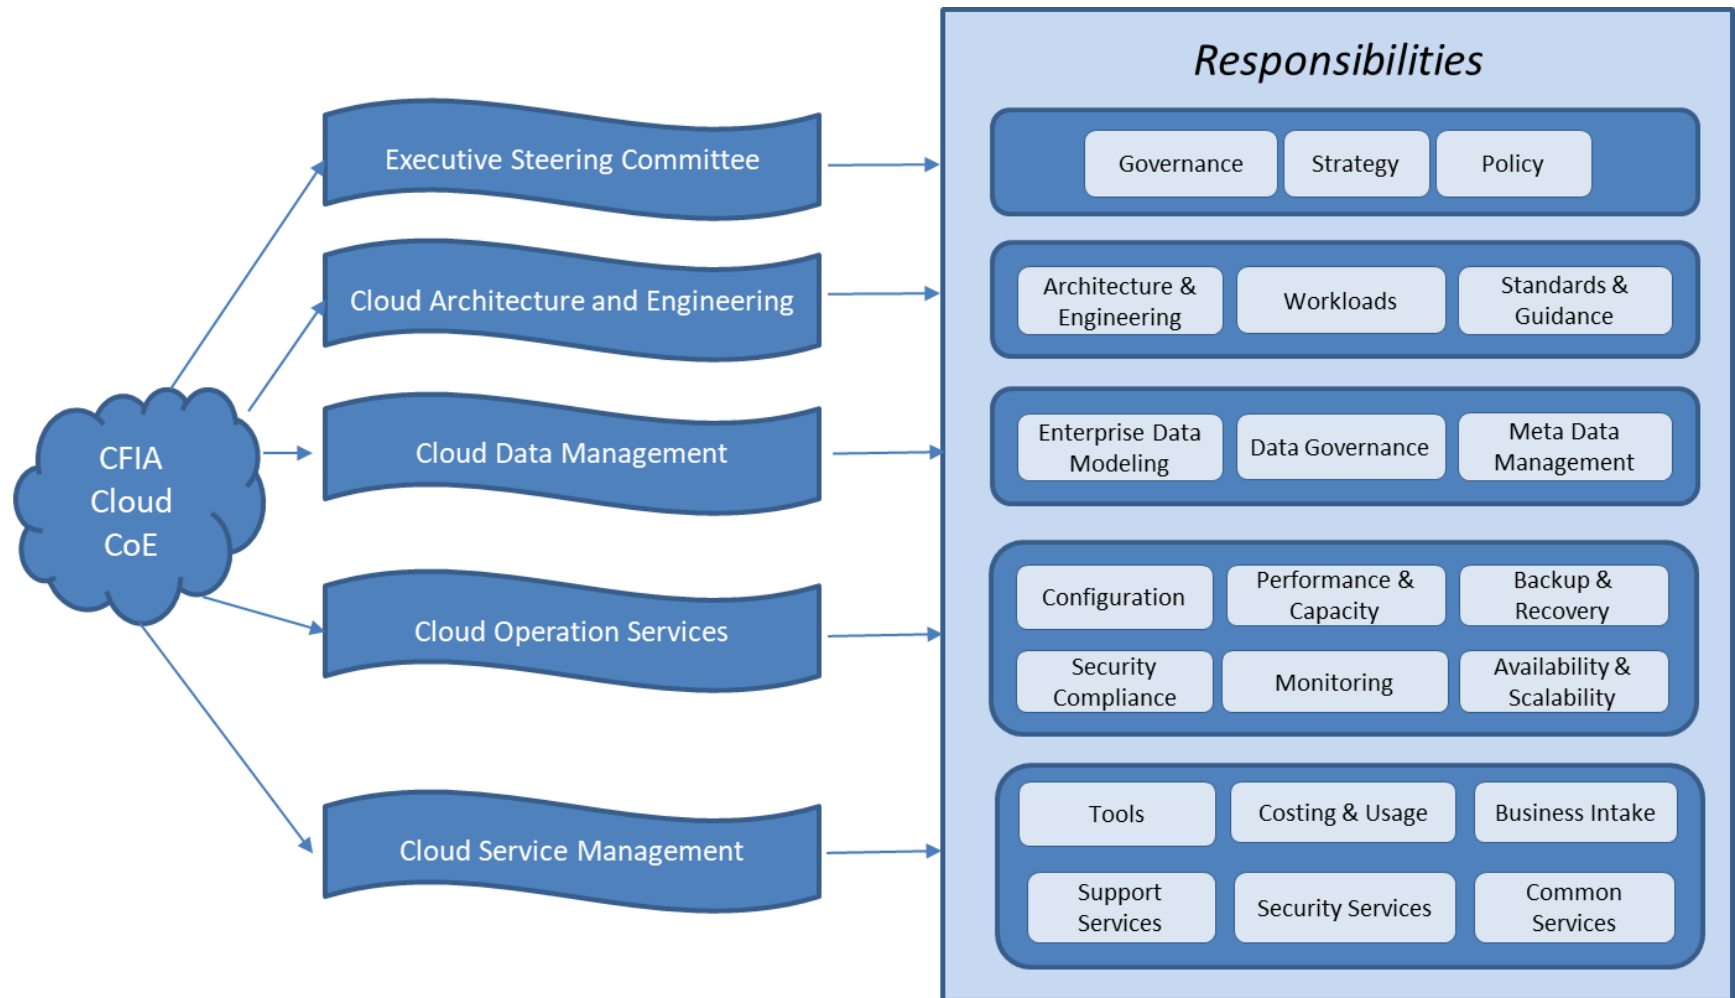 Responsibilities
Executive Steering Committee
Governance
Strategy
Policy
Cloud Architecture and Engineering
Architecture &
Engineering
Workloads
Standards &
Guidance
CFIA
Cloud
CoE
Cloud Data Management
Enterprise Data
Modeling
Data Governance
Meta Data
Management
Cloud Operation Services
Configuration
Performance &
Capacity
Backup &
Recovery
Security
Compliance
Monitoring
Availability &
Scalability
Cloud Service Management
Tools
Costing & Usage
Business Intake
Support
Services
Security Services
Common
Services